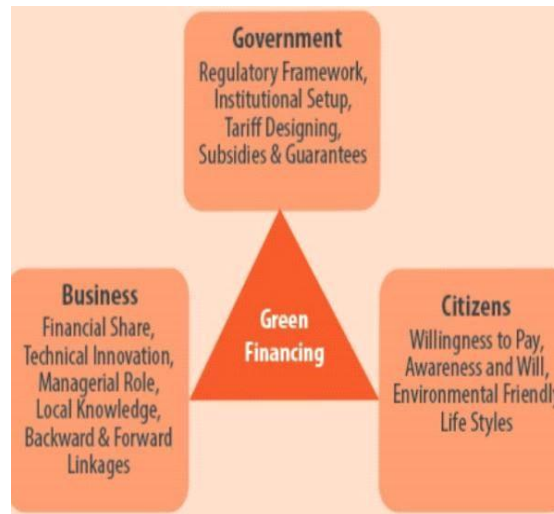 Government
Regulatory Framework,
Institutional Setup,
Tariff Designing,
Subsidies & Guarantees
Business
Financial Share,
Technical Innovation,
Managerial Role,
Local Knowledge,
Backward & Forward
Linkages
Green
Financing
Citizens
Willingness to Pay,
Awareness and Will,
Environmental Friendly
Life Styles